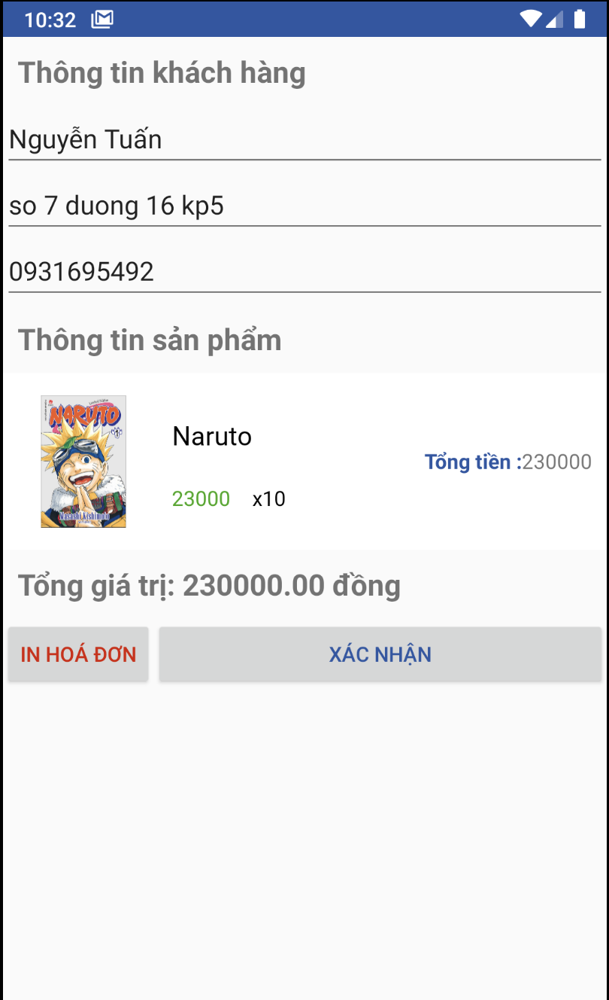 10:32
Thông tin khách hàng
Nguyễn Tuấn
so 7 duong 16 kp5
0931695492
Thông tin sản phẩm
NARUTO
Masashi Kishimoto
Naruto
Tổng tiền :230000
23000 x10
Tổng giá trị: 230000.00 đồng
IN HOÁ ĐƠN XÁC NHẬN